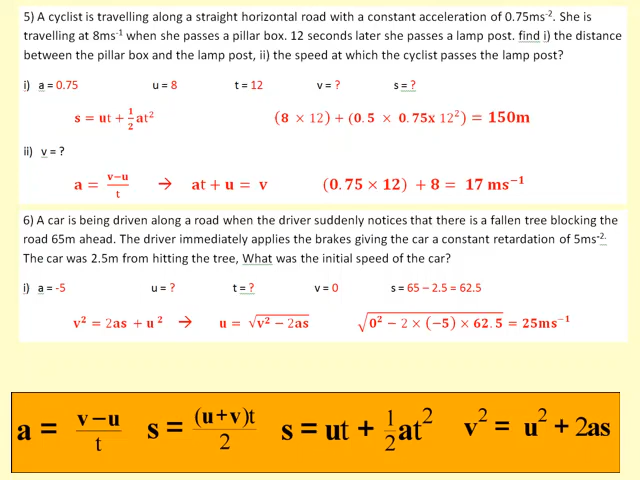 5) A cyclist is travelling along a straight horizontal road with a constant acceleration of 0.75ms⁻². She is
travelling at 8ms⁻¹ when she passes a pillar box. 12 seconds later she passes a lamp post. find i) the distance
between the pillar box and the lamp post, ii) the speed at which the cyclist passes the lamp post?
i) a = 0.75 u = 8 t = 12 v = ? s = ?
s = ut + 1/2 at² (8 × 12) + (0.5 × 0.75x 12²) = 150m
ii) v = ?
a = v−u/t → at + u = v (0.75 × 12) + 8 = 17 ms⁻¹
6) A car is being driven along a road when the driver suddenly notices that there is a fallen tree blocking the
road 65m ahead. The driver immediately applies the brakes giving the car a constant retardation of 5ms⁻².
The car was 2.5m from hitting the tree, What was the initial speed of the car?
i) a = -5 u = ? t = ? v = 0 s = 65 – 2.5 = 62.5
v² = 2as + u² → u = √(v² − 2as) √(0² − 2 × (−5) × 62.5) = 25ms⁻¹
a = v−u/t s = (u+v)t/2 s = ut + 1/2 at² v² = u² + 2as